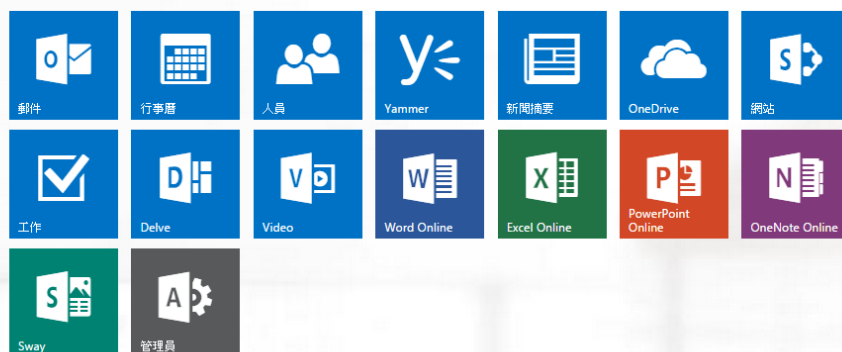 郵件
行事曆
人員
Yammer
新聞摘要
OneDrive
網站
工作
Delve
Video
Word Online
Excel Online
PowerPoint
Online
OneNote Online
Sway
管理員